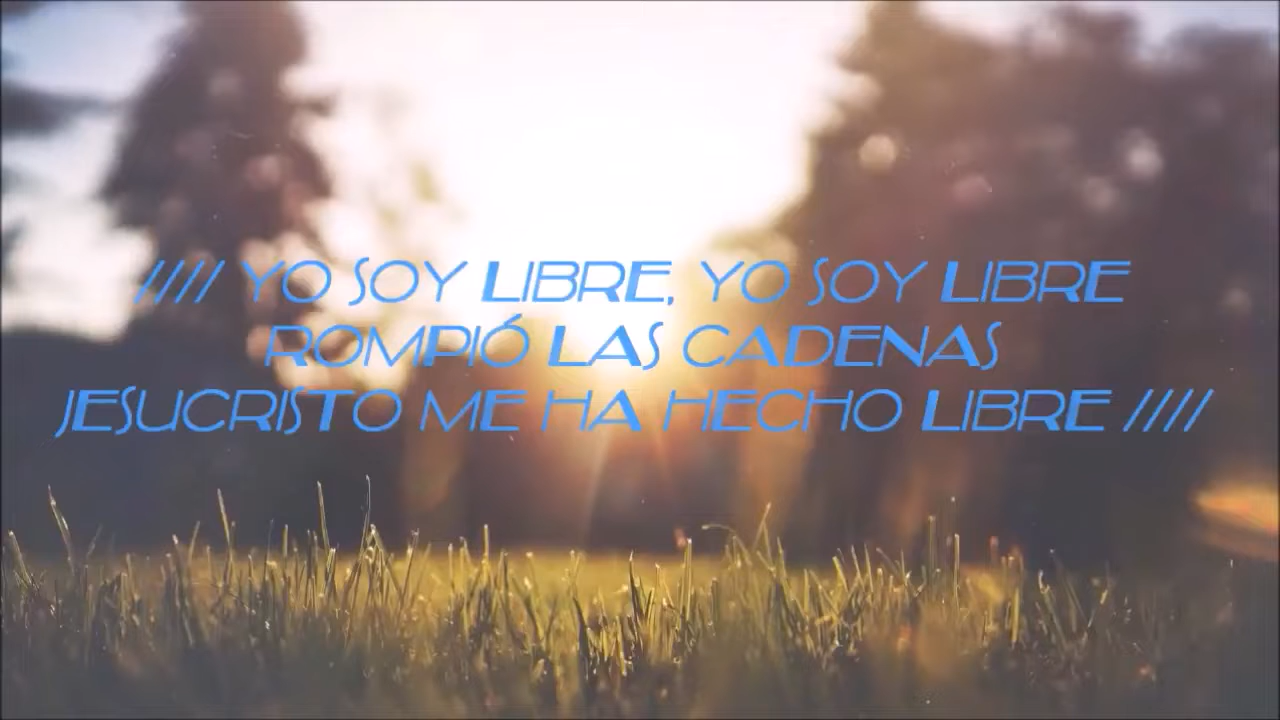 //// YO SOY LIBRE, YO SOY LIBRE
ROMPIÓ LAS CADENAS
JESUCRISTO ME HA HECHO LIBRE ////